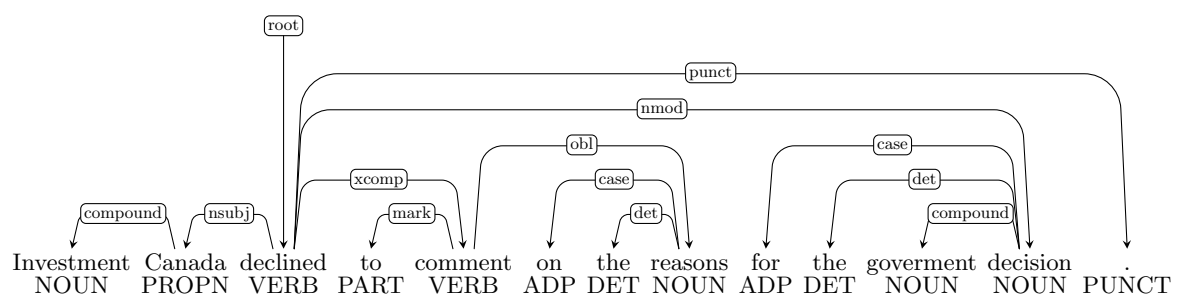 root
punct
nmod
obl case
xcomp case det
compound nsubj mark det compound
Investment Canada declined to comment on the reasons for the goverment decision .
NOUN PROPN VERB PART VERB ADP DET NOUN ADP DET NOUN NOUN PUNCT